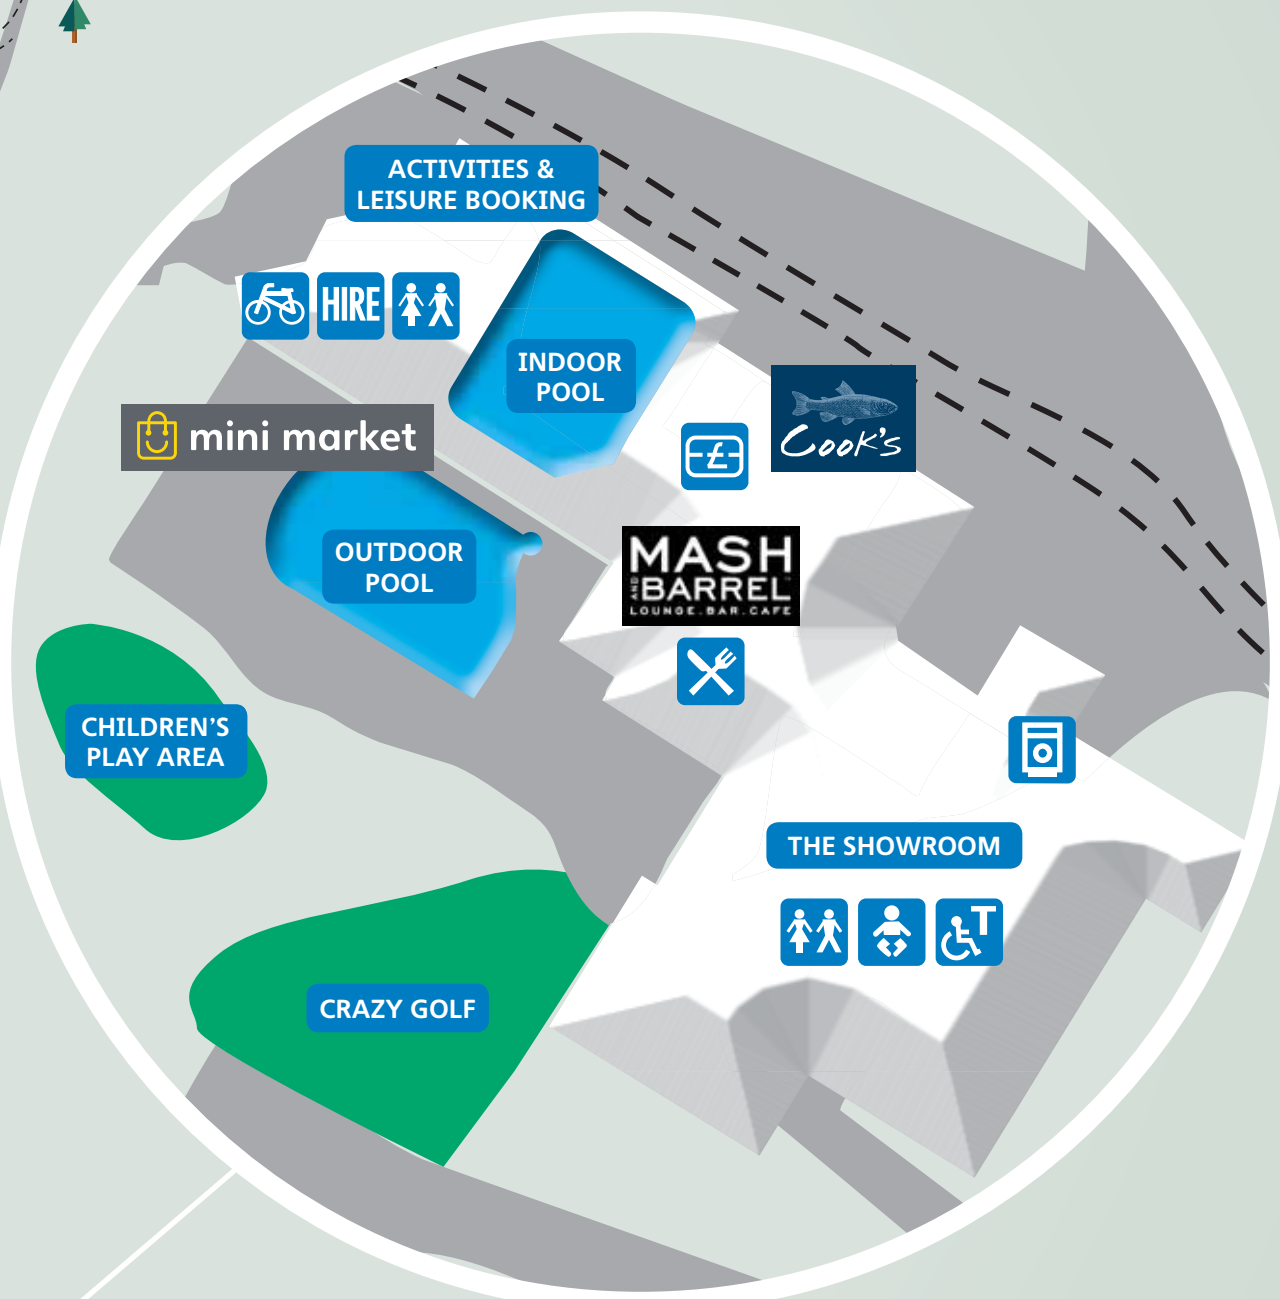 ACTIVITIES &
LEISURE BOOKING
HIRE
INDOOR
POOL
£
Cook's
mini market
MASH
AND BARREL
LOUNGE.BAR.CAFE
OUTDOOR
POOL
CHILDREN'S
PLAY AREA
THE SHOWROOM
T
CRAZY GOLF